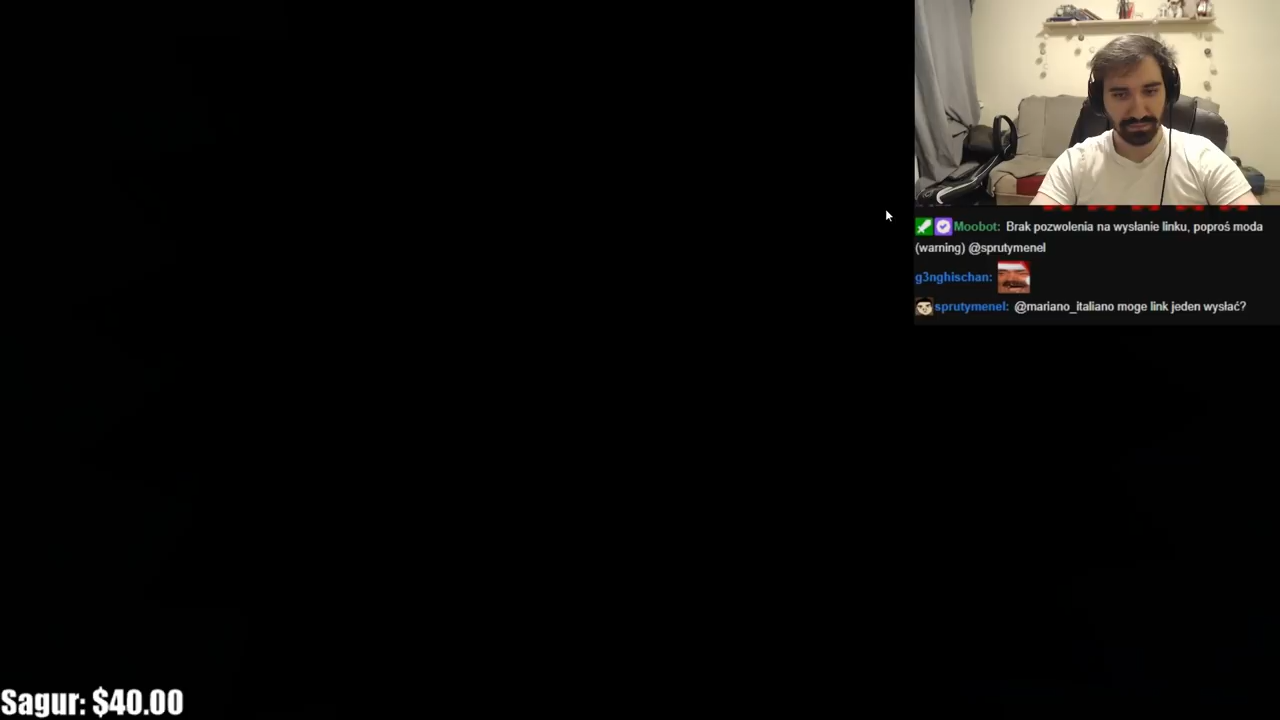 Moobot: Brak pozwolenia na wysłanie linku, poproś moda
(warning) @sprutymenel
g3nghischan:
sprutymenel: @mariano_italiano moge link jeden wysłać?
Sagur: $40.00